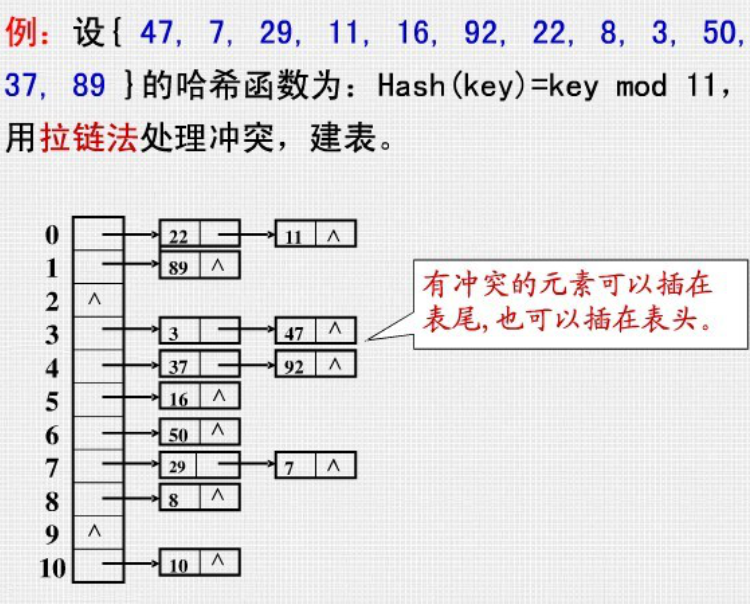 例：设{ 47, 7, 29, 11, 16, 92, 22, 8, 3, 50,
37, 89 }的哈希函数为：Hash(key)=key mod 11，
用拉链法处理冲突，建表。
0 22 11 ∧
1 89 ∧
2 ∧
有冲突的元素可以插在
表尾,也可以插在表头。
3 3 47 ∧
4 37 92 ∧
5 16 ∧
6 50 ∧
7 29 7 ∧
8 8 ∧
9 ∧
10 10 ∧